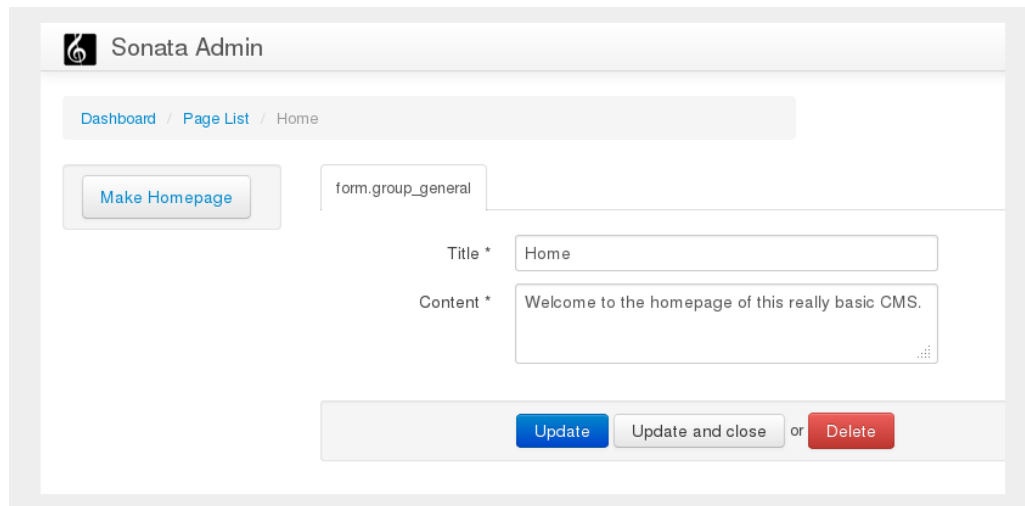 Sonata Admin
Dashboard / Page List / Home
Make Homepage
form.group_general
Title * Home
Content * Welcome to the homepage of this really basic CMS.
Update Update and close or Delete